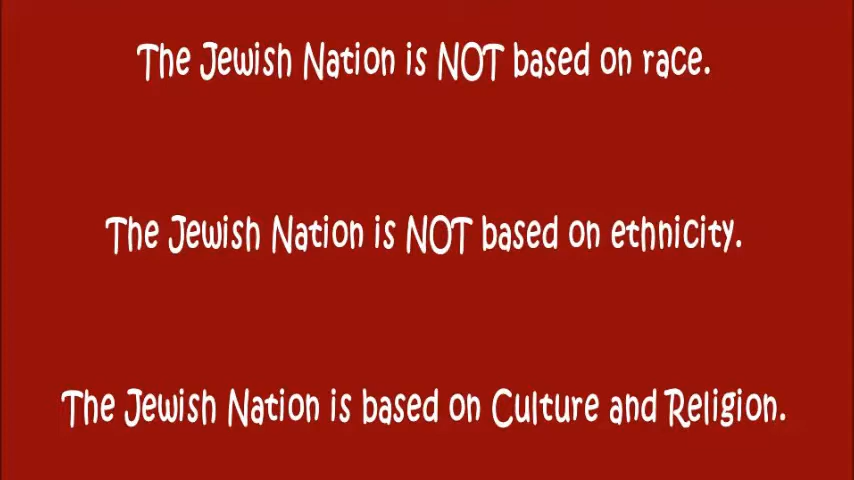 The Jewish Nation is NOT based on race.
The Jewish Nation is NOT based on ethnicity.
The Jewish Nation is based on Culture and Religion.